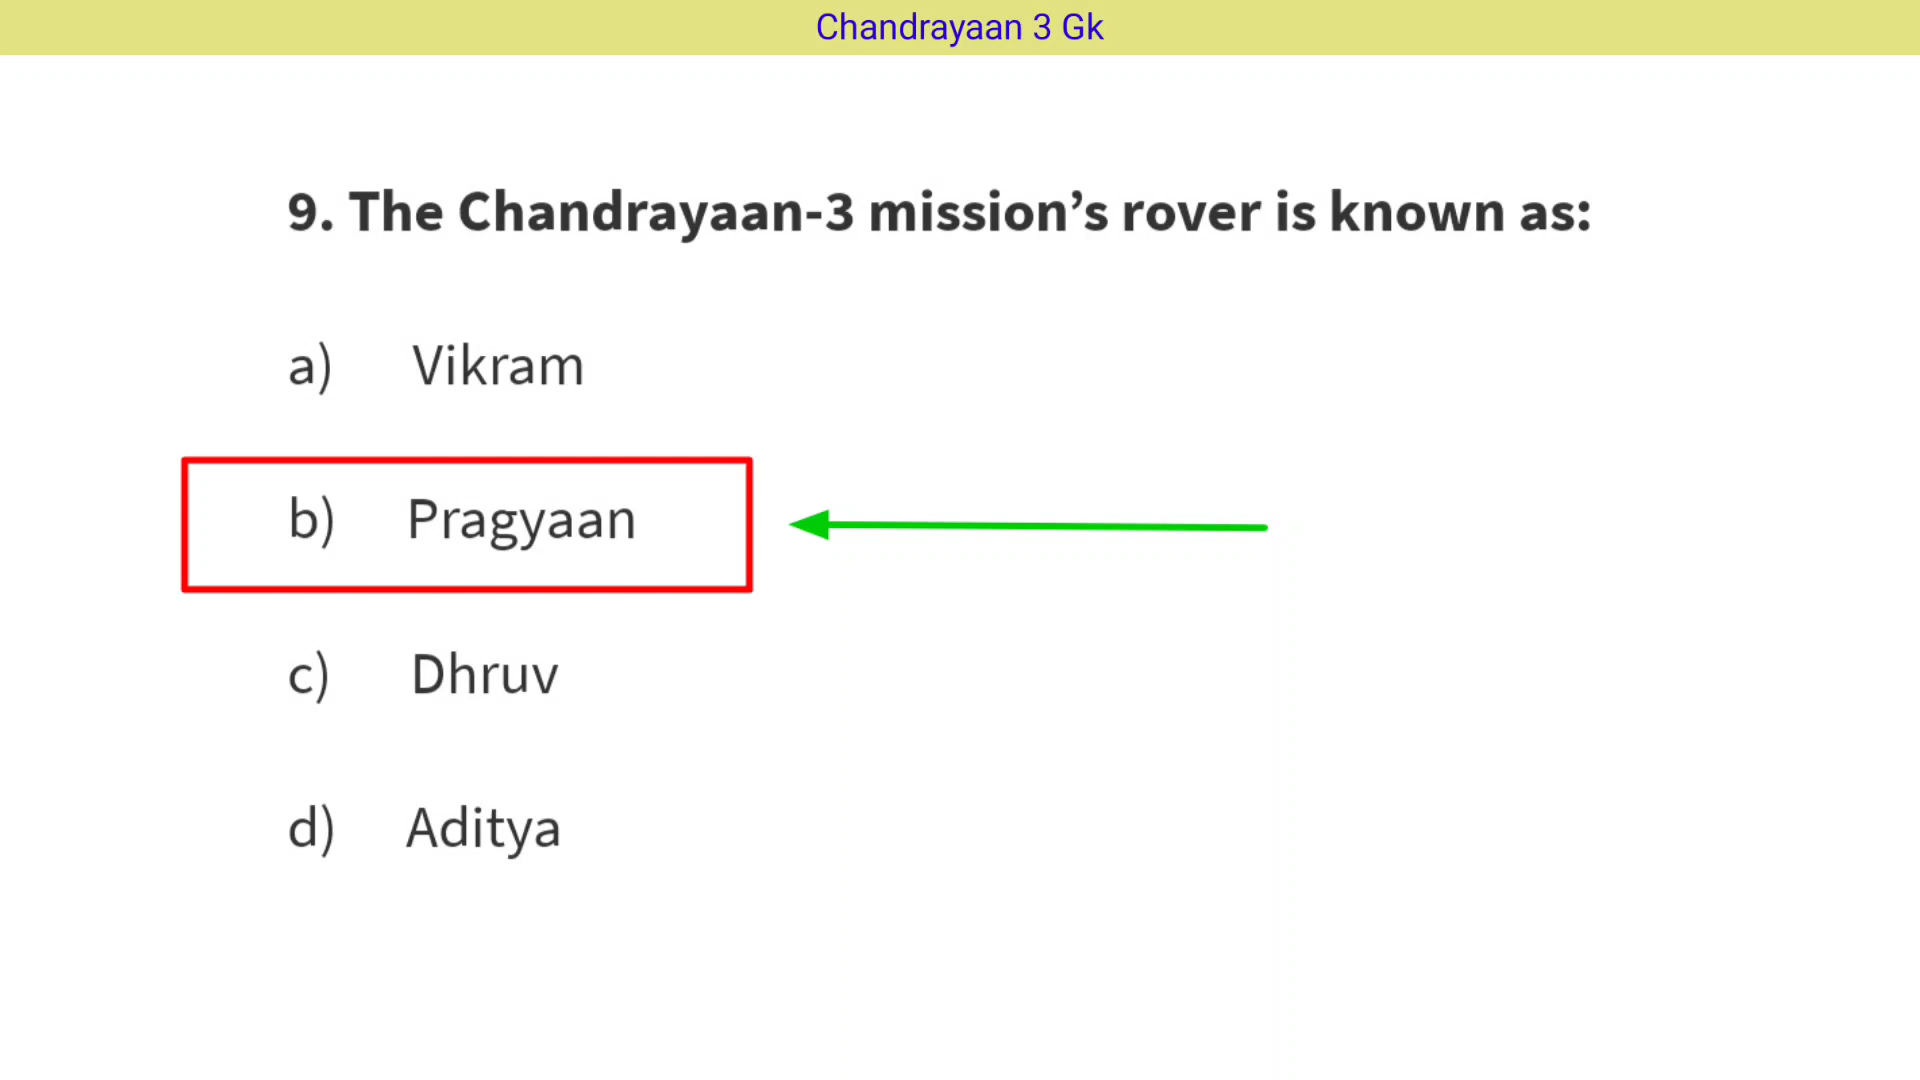 Chandrayaan 3 Gk
9. The Chandrayaan-3 mission’s rover is known as:
a) Vikram
b) Pragyaan
c) Dhruv
d) Aditya